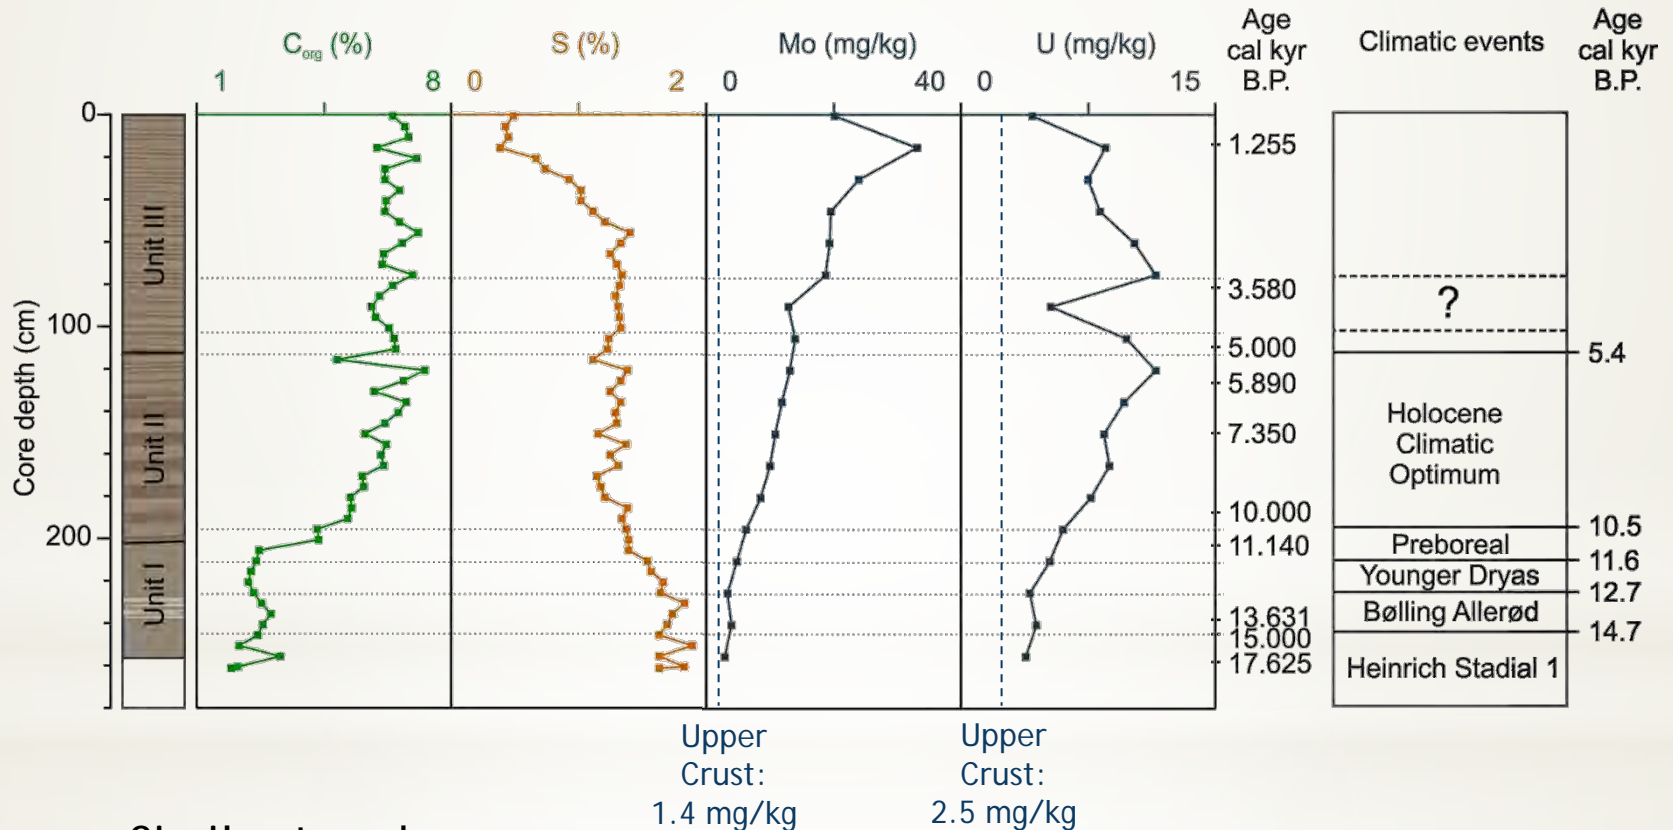 C_org (%)
S (%)
Mo (mg/kg)
U (mg/kg)
Age
cal kyr
B.P.
Climatic events
Age
cal kyr
B.P.
1
8
0
2
0
40
0
15
Core depth (cm)
0
100
200
Unit III
Unit II
Unit I
1.255
3.580
5.000
5.890
7.350
10.000
11.140
13.631
15.000
17.625
?
Holocene
Climatic
Optimum
Preboreal
Younger Dryas
Bølling Allerød
Heinrich Stadial 1
5.4
10.5
11.6
12.7
14.7
Upper
Crust:
1.4 mg/kg
Upper
Crust:
2.5 mg/kg